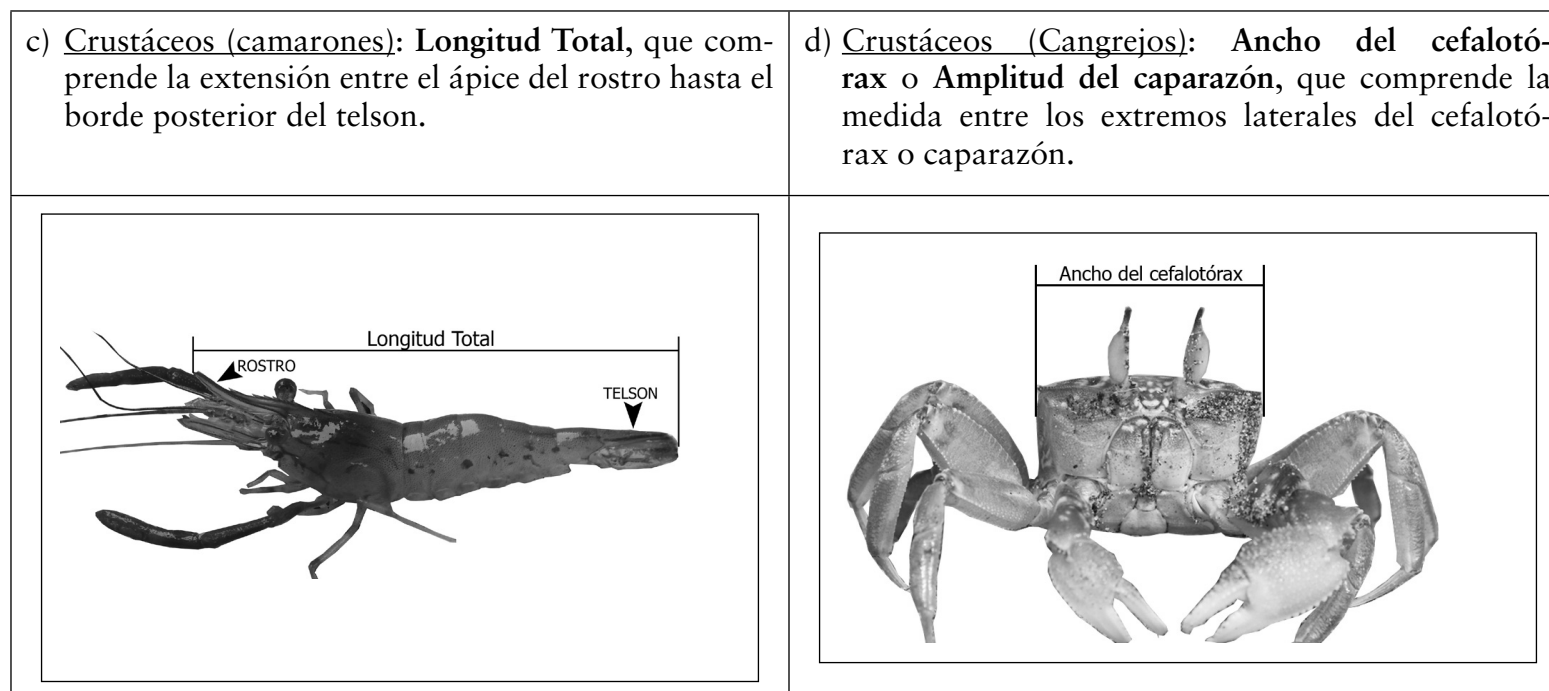 c) Crustáceos (camarones): Longitud Total, que com-
prende la extensión entre el ápice del rostro hasta el
borde posterior del telson.
d) Crustáceos (Cangrejos): Ancho del cefalotó-
rax o Amplitud del caparazón, que comprende la
medida entre los extremos laterales del cefalotó-
rax o caparazón.
Longitud Total
ROSTRO
TELSON
Ancho del cefalotórax